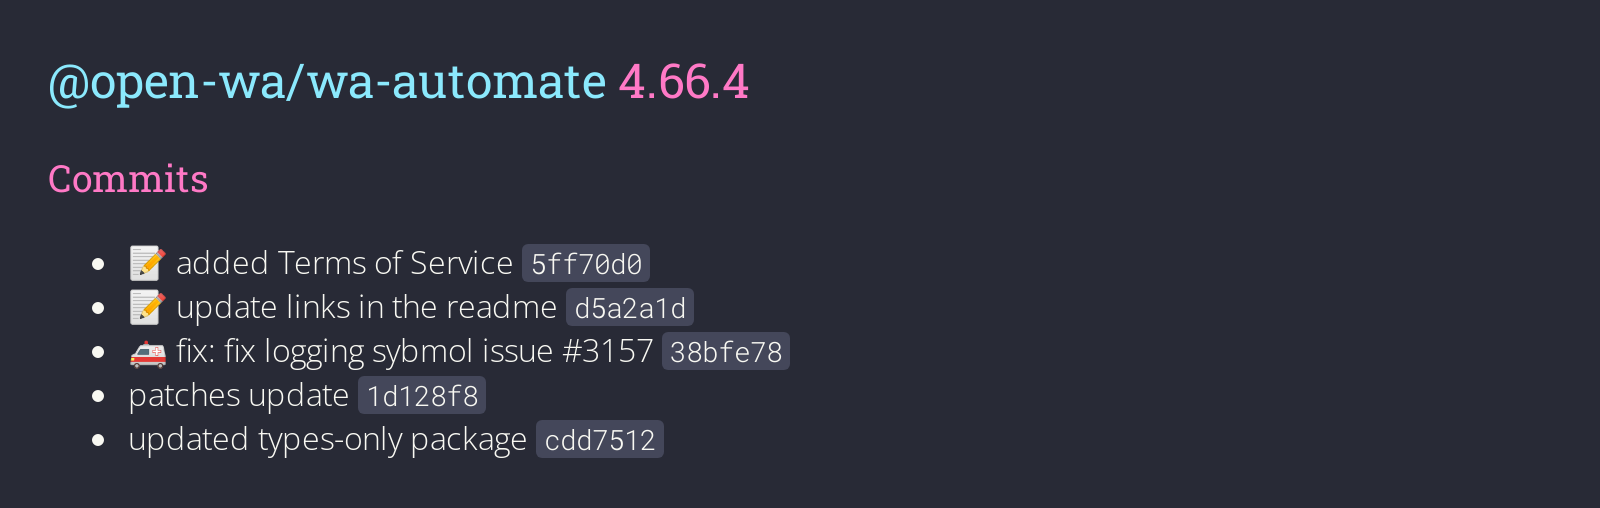 @open-wa/wa-automate 4.66.4
Commits
📝 added Terms of Service 5ff70d0
📝 update links in the readme d5a2a1d
🚑 fix: fix logging sybmol issue #3157 38bfe78
patches update 1d128f8
updated types-only package cdd7512